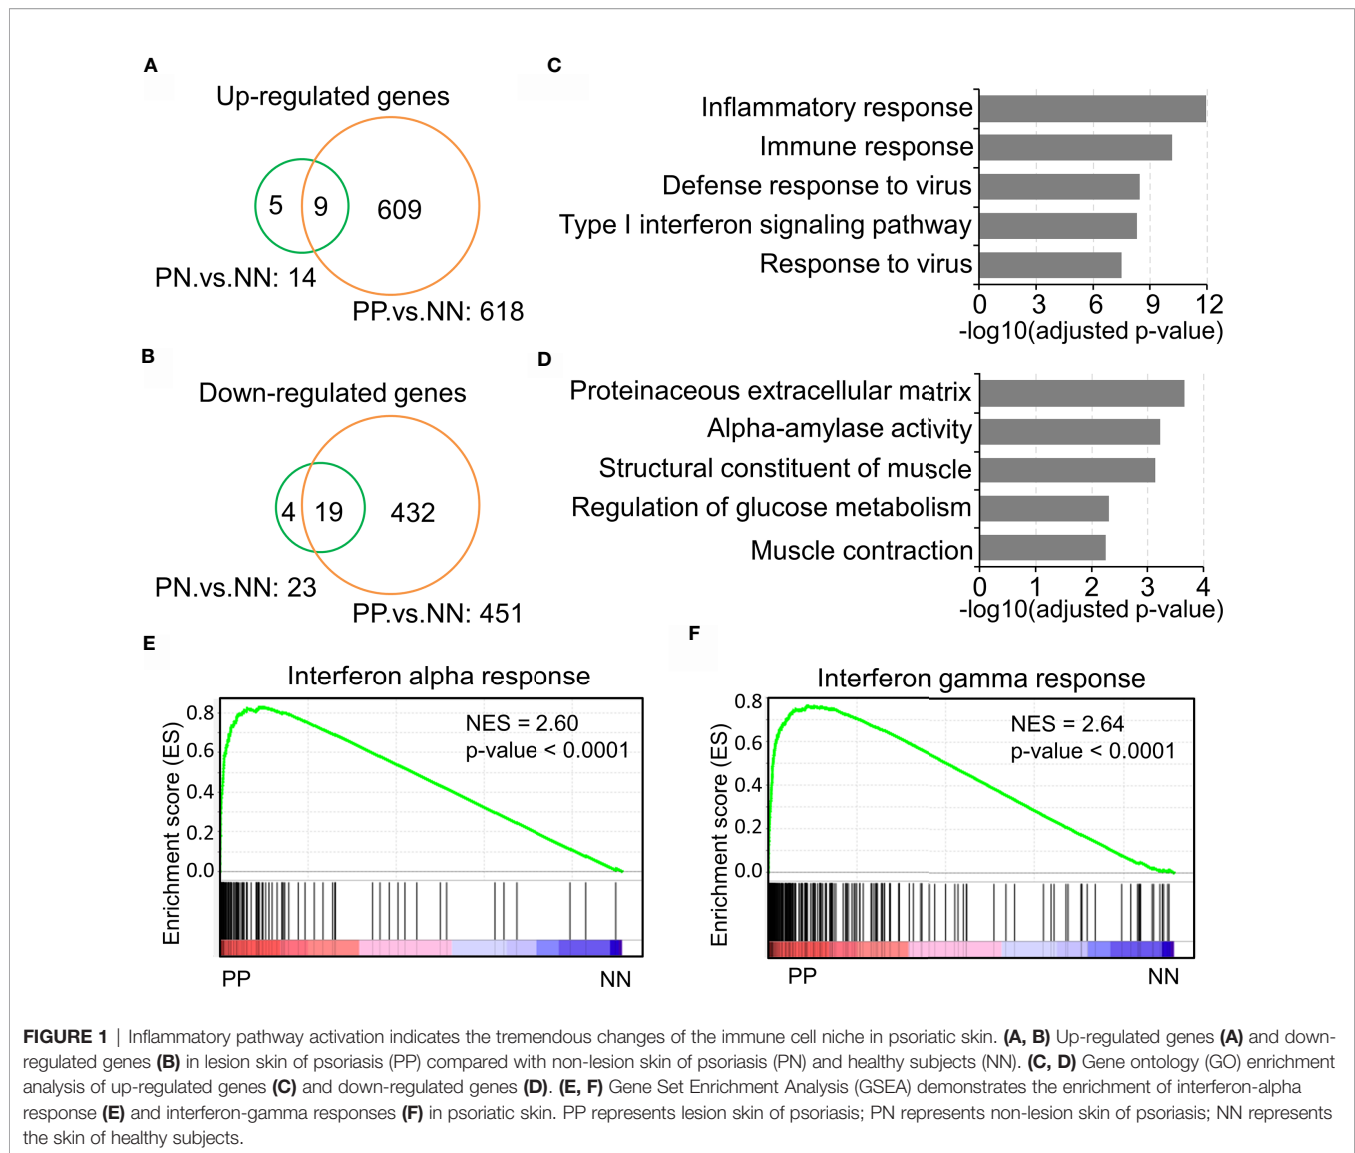 A
Up-regulated genes
5
9
609
PN.vs.NN: 14
PP.vs.NN: 618
C
Inflammatory response
Immune response
Defense response to virus
Type I interferon signaling pathway
Response to virus
0 3 6 9 12
-log10(adjusted p-value)
B
Down-regulated genes
4
19
432
PN.vs.NN: 23
PP.vs.NN: 451
D
Proteinaceous extracellular matrix
Alpha-amylase activity
Structural constituent of muscle
Regulation of glucose metabolism
Muscle contraction
0 1 2 3 4
-log10(adjusted p-value)
E
Interferon alpha response
Enrichment score (ES)
0.8
0.6
0.4
0.2
0.0
NES = 2.60
p-value < 0.0001
PP
NN
F
Interferon gamma response
Enrichment score (ES)
0.8
0.6
0.4
0.2
0.0
NES = 2.64
p-value < 0.0001
PP
NN
FIGURE 1 | Inflammatory pathway activation indicates the tremendous changes of the immune cell niche in psoriatic skin. (A, B) Up-regulated genes (A) and down-
regulated genes (B) in lesion skin of psoriasis (PP) compared with non-lesion skin of psoriasis (PN) and healthy subjects (NN). (C, D) Gene ontology (GO) enrichment
analysis of up-regulated genes (C) and down-regulated genes (D). (E, F) Gene Set Enrichment Analysis (GSEA) demonstrates the enrichment of interferon-alpha
response (E) and interferon-gamma responses (F) in psoriatic skin. PP represents lesion skin of psoriasis; PN represents non-lesion skin of psoriasis; NN represents
the skin of healthy subjects.